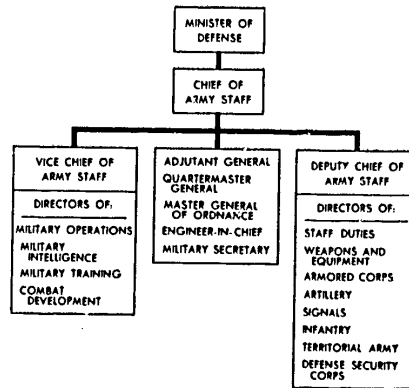 MINISTER OF
DEFENSE
CHIEF OF
ARMY STAFF
VICE CHIEF OF
ARMY STAFF
DIRECTORS OF:
MILITARY OPERATIONS
MILITARY
INTELLIGENCE
MILITARY TRAINING
COMBAT
DEVELOPMENT
ADJUTANT GENERAL
QUARTERMASTER
GENERAL
MASTER GENERAL
OF ORDNANCE
ENGINEER-IN-CHIEF
MILITARY SECRETARY
DEPUTY CHIEF OF
ARMY STAFF
DIRECTORS OF:
STAFF DUTIES
WEAPONS AND
EQUIPMENT
ARMORED CORPS
ARTILLERY
SIGNALS
INFANTRY
TERRITORIAL ARMY
DEFENSE SECURITY
CORPS